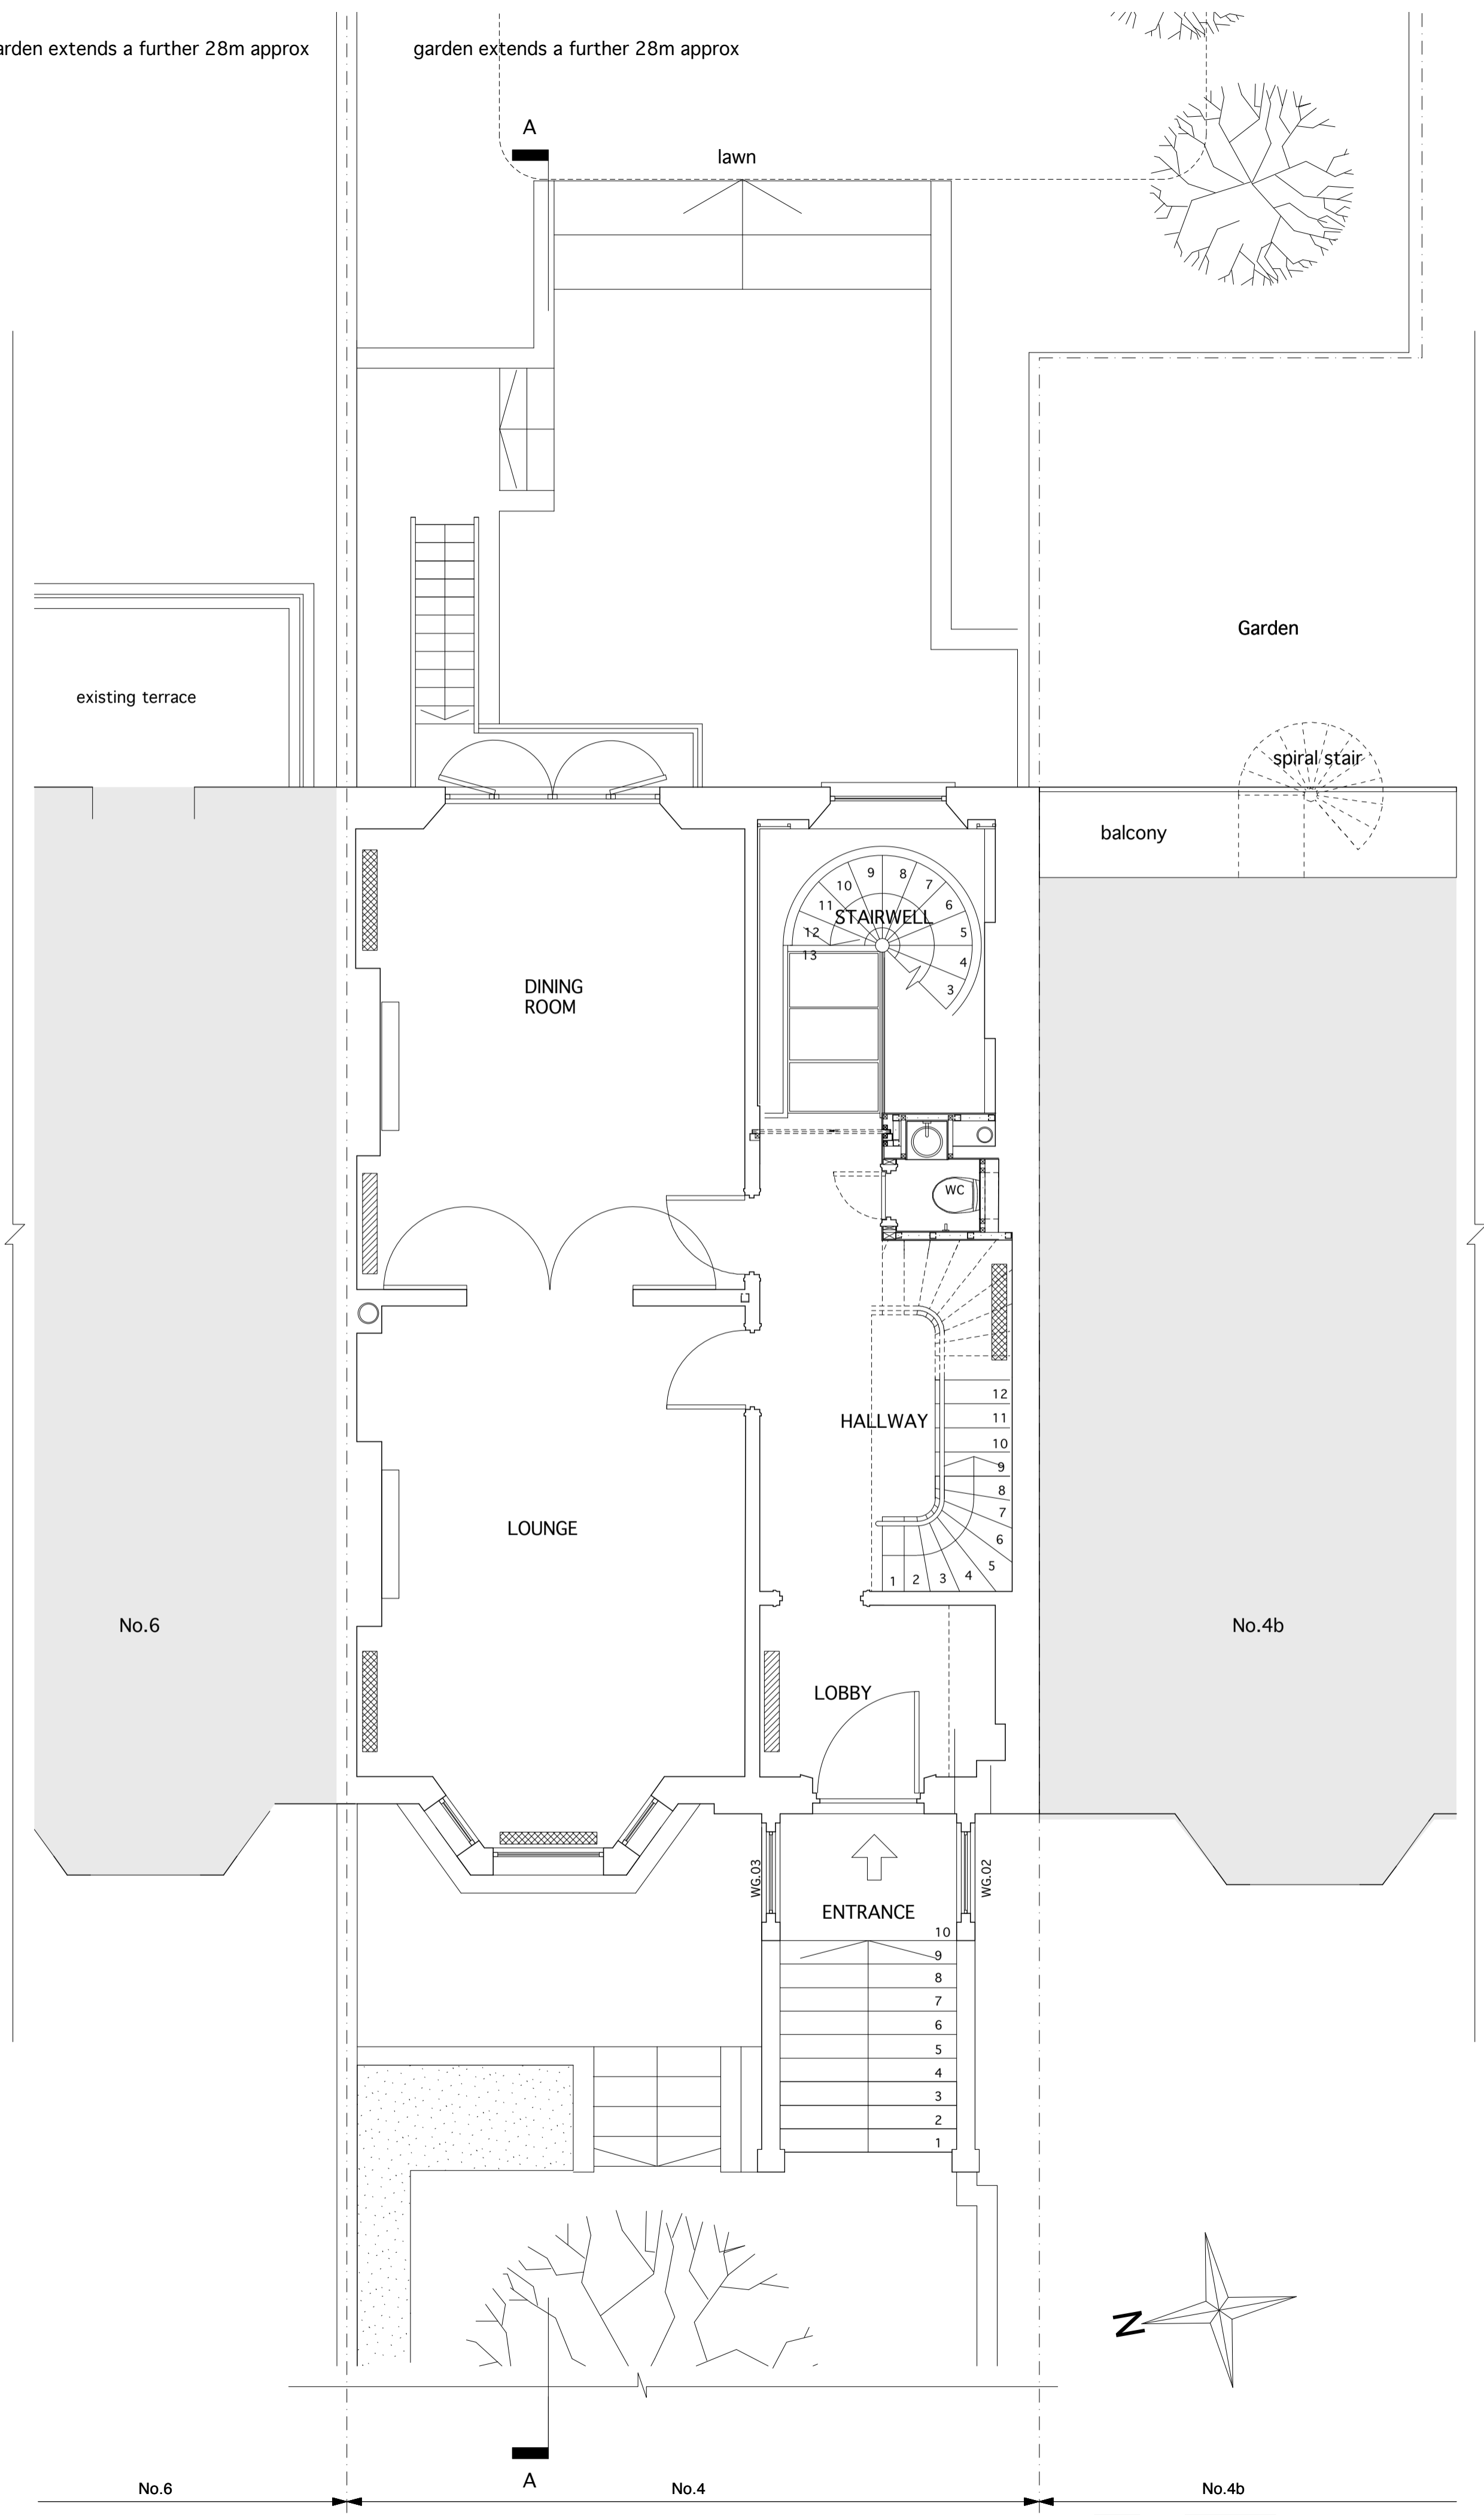 arden extends a further 28m approx
garden extends a further 28m approx
A
lawn
Garden
existing terrace
spiral stair
balcony
9
8
10
7
11
6
STAIRWELL
12
5
13
4
3
DINING
ROOM
WC
12
HALLWAY
11
10
9
8
7
LOUNGE
6
5
4
3
2
1
No.6
No.4b
LOBBY
WG.03
WG.02
ENTRANCE
10
9
8
7
6
5
4
3
2
1
N
A
No.6
No.4
No.4b